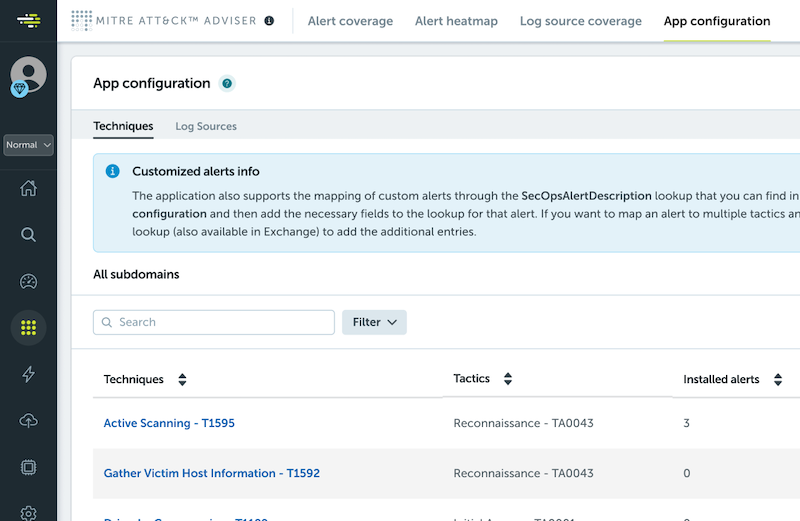 MITRE ATT&CK™ ADVISER
Alert coverage
Alert heatmap
Log source coverage
App configuration
Normal
App configuration
Techniques
Log Sources
Customized alerts info
The application also supports the mapping of custom alerts through the SecOpsAlertDescription lookup that you can find in
configuration and then add the necessary fields to the lookup for that alert. If you want to map an alert to multiple tactics an
lookup (also available in Exchange) to add the additional entries.
All subdomains
Search
Filter
Techniques
Tactics
Installed alerts
Active Scanning - T1595
Reconnaissance - TA0043
3
Gather Victim Host Information - T1592
Reconnaissance - TA0043
0